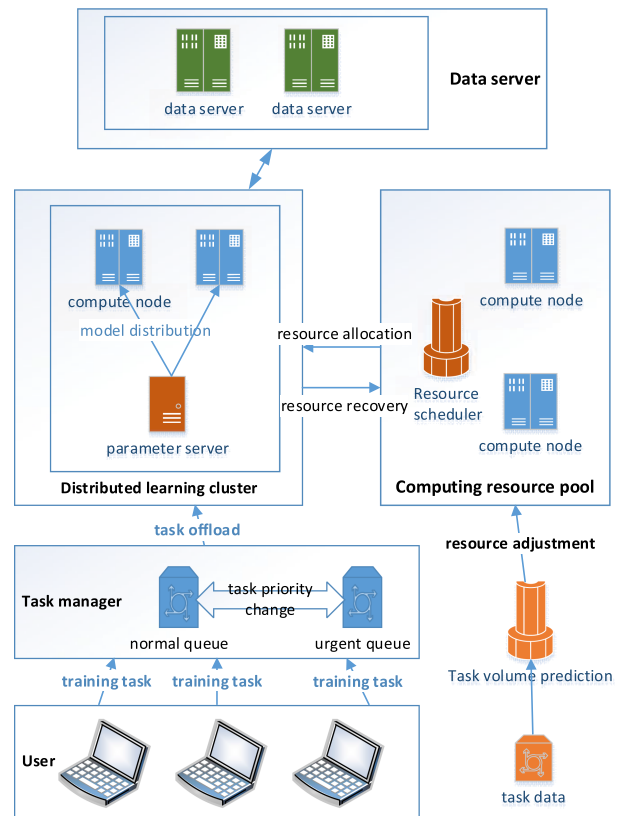 Data server
data server
data server
compute node
model distribution
parameter server
Distributed learning cluster
resource allocation
resource recovery
compute node
Resource
scheduler
compute node
Computing resource pool
task offload
resource adjustment
Task manager
task priority
change
normal queue
urgent queue
Task volume prediction
training task
training task
training task
User
task data